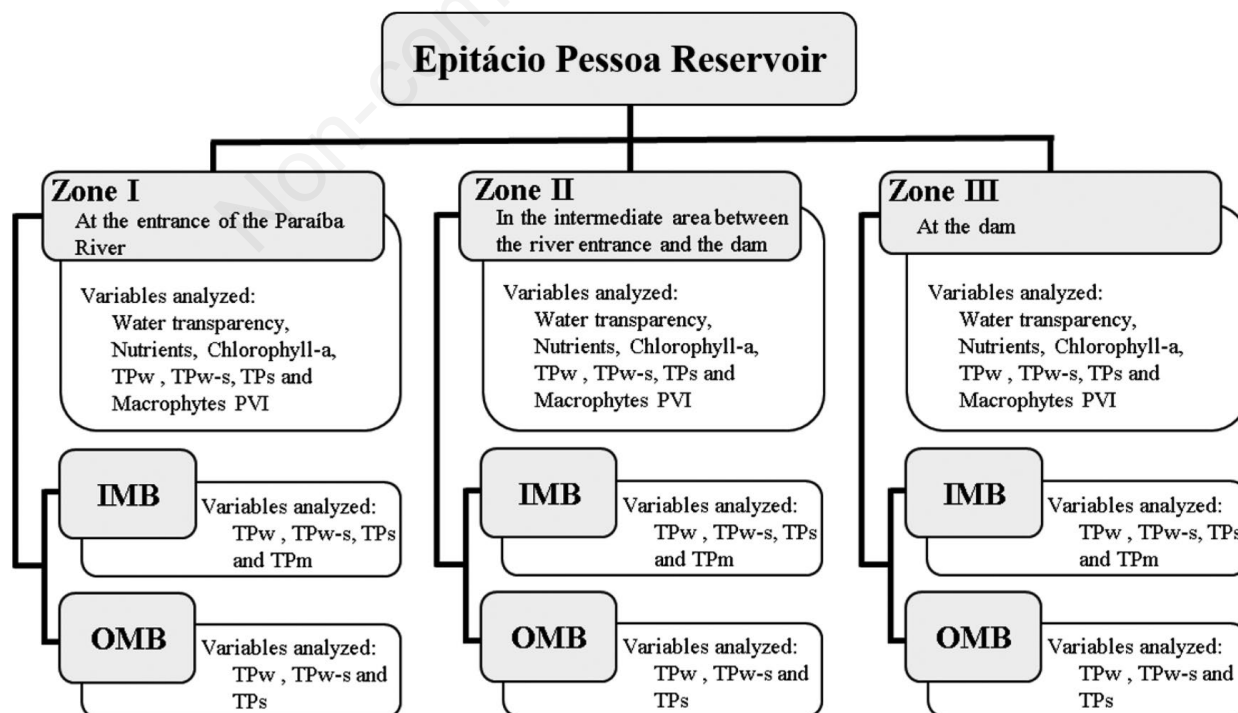 Non-com
Epitácio Pessoa Reservoir
Zone I
At the entrance of the Paraíba
River
Variables analyzed:
Water transparency,
Nutrients, Chlorophyll-a,
TPw , TPw-s, TPs and
Macrophytes PVI
IMB
Variables analyzed:
TPw , TPw-s, TPs
and TPm
OMB
Variables analyzed:
TPw , TPw-s and
TPs
Zone II
In the intermediate area between
the river entrance and the dam
Variables analyzed:
Water transparency,
Nutrients, Chlorophyll-a,
TPw , TPw-s, TPs and
Macrophytes PVI
IMB
Variables analyzed:
TPw , TPw-s, TPs
and TPm
OMB
Variables analyzed:
TPw , TPw-s and
TPs
Zone III
At the dam
Variables analyzed:
Water transparency,
Nutrients, Chlorophyll-a,
TPw , TPw-s, TPs and
Macrophytes PVI
IMB
Variables analyzed:
TPw , TPw-s, TPs
and TPm
OMB
Variables analyzed:
TPw , TPw-s and
TPs